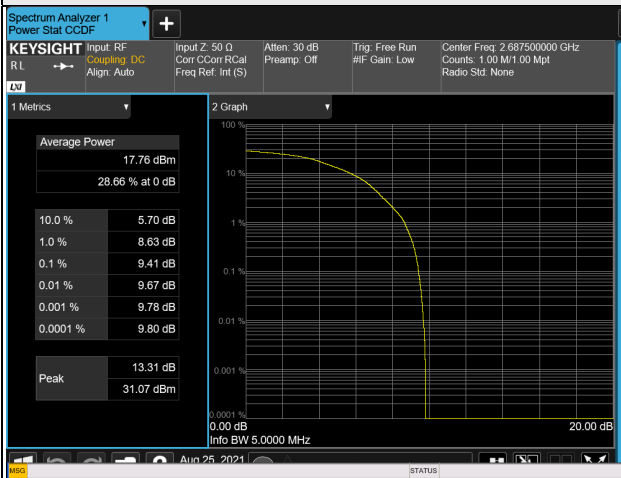 Spectrum Analyzer 1
Power Stat CCDF
KEYSIGHT
RL
LXI
Input: RF
Coupling: DC
Align: Auto
Input Z: 50 Ω
Corr CCorr RCal
Freq Ref: Int (S)
Atten: 30 dB
Preamp: Off
Trig: Free Run
#IF Gain: Low
Center Freq: 2.687500000 GHz
Counts: 1.00 M/1.00 Mpt
Radio Std: None
1 Metrics
Average Power
17.76 dBm
28.66 % at 0 dB
10.0 % 5.70 dB
1.0 % 8.63 dB
0.1 % 9.41 dB
0.01 % 9.67 dB
0.001 % 9.78 dB
0.0001 % 9.80 dB
Peak
13.31 dB
31.07 dBm
2 Graph
100 %
10 %
1 %
0.1 %
0.01 %
0.001 %
0.0001 %
0.00 dB 20.00 dB
Info BW 5.0000 MHz
Aug 25, 2021
MSG STATUS